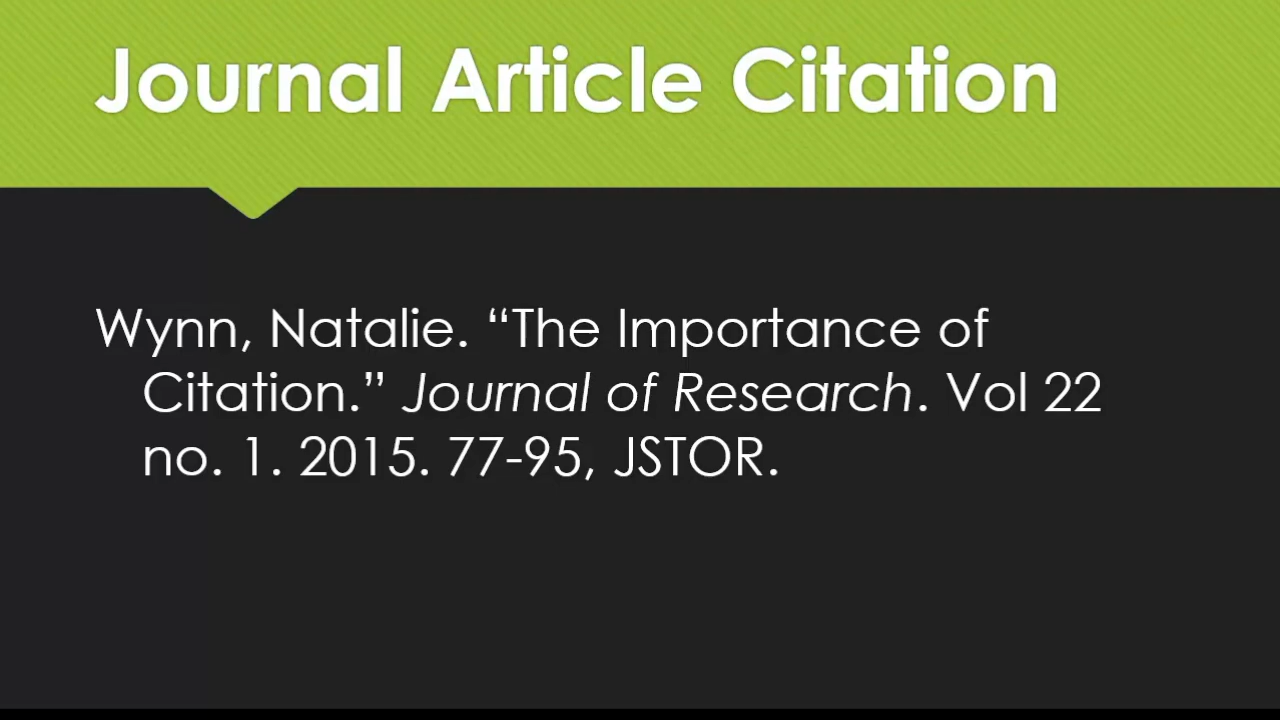 Journal Article Citation
Wynn, Natalie. “The Importance of
Citation.” Journal of Research. Vol 22
no. 1. 2015. 77-95, JSTOR.